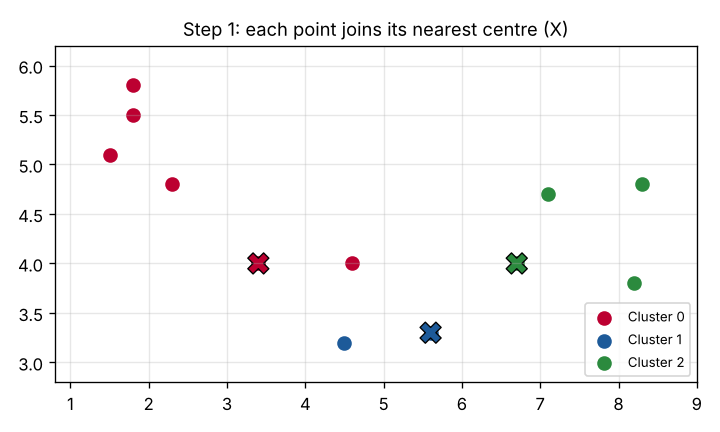 Step 1: each point joins its nearest centre (X)
6.0
5.5
5.0
4.5
4.0
3.5
3.0
Cluster 0
Cluster 1
Cluster 2
1 2 3 4 5 6 7 8 9